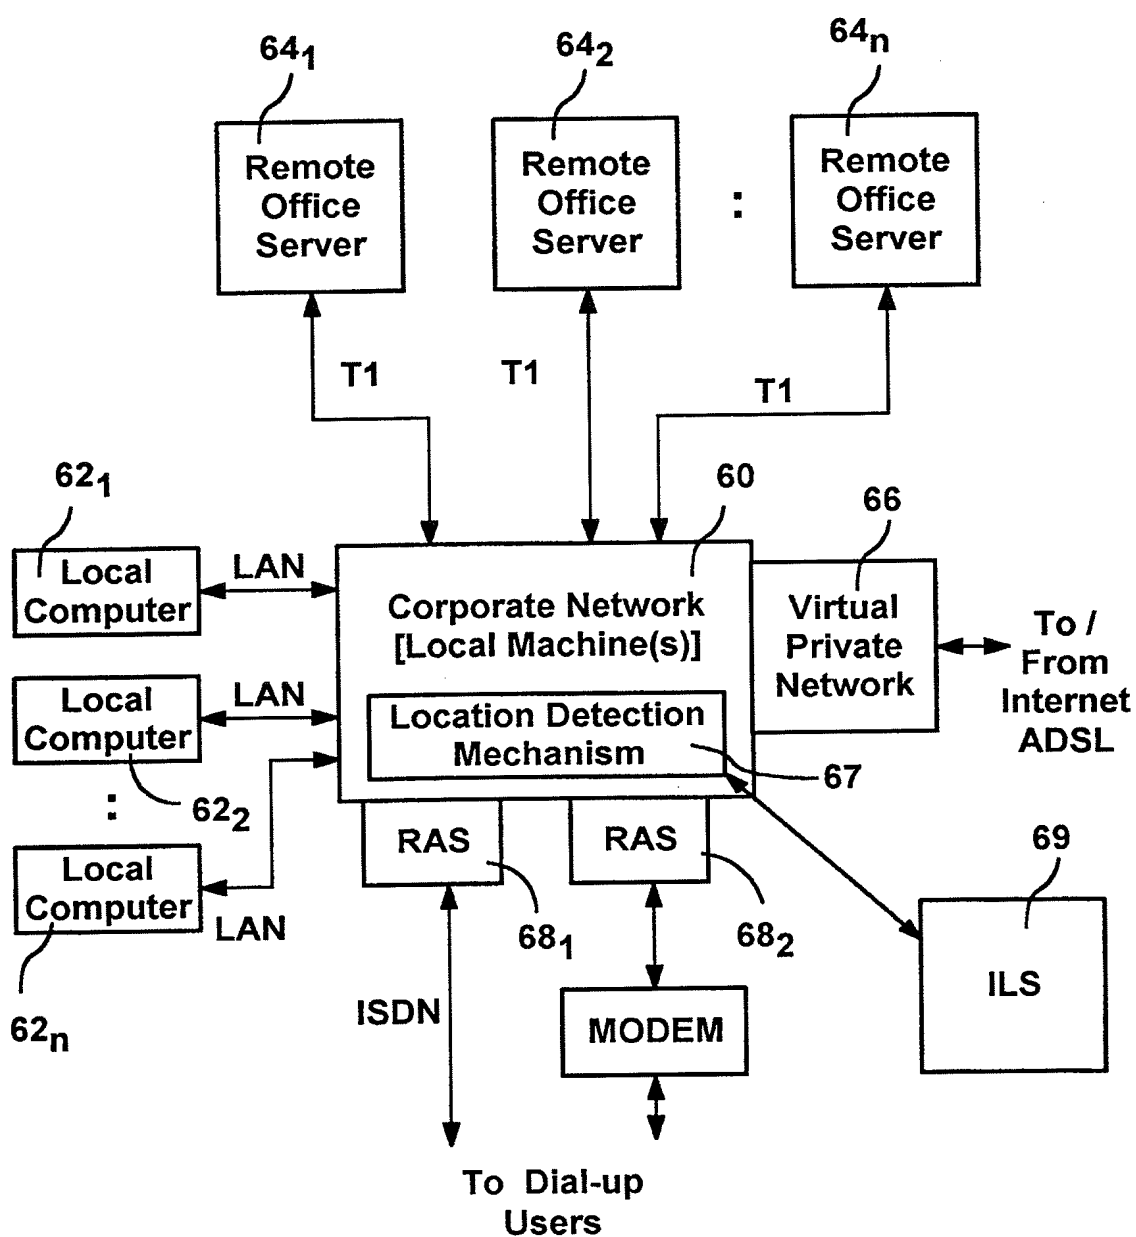 64₁
64₂
64ₙ
Remote
Office
Server
Remote
Office
Server
:
Remote
Office
Server
T1
T1
T1
62₁
60
66
Local
Computer
LAN
Corporate Network
[Local Machine(s)]
Virtual
Private
Network
To /
From
Internet
ADSL
Local
Computer
LAN
Location Detection
Mechanism
67
62₂
:
RAS
RAS
69
Local
Computer
LAN
68₁
68₂
62ₙ
ISDN
MODEM
ILS
To Dial-up
Users